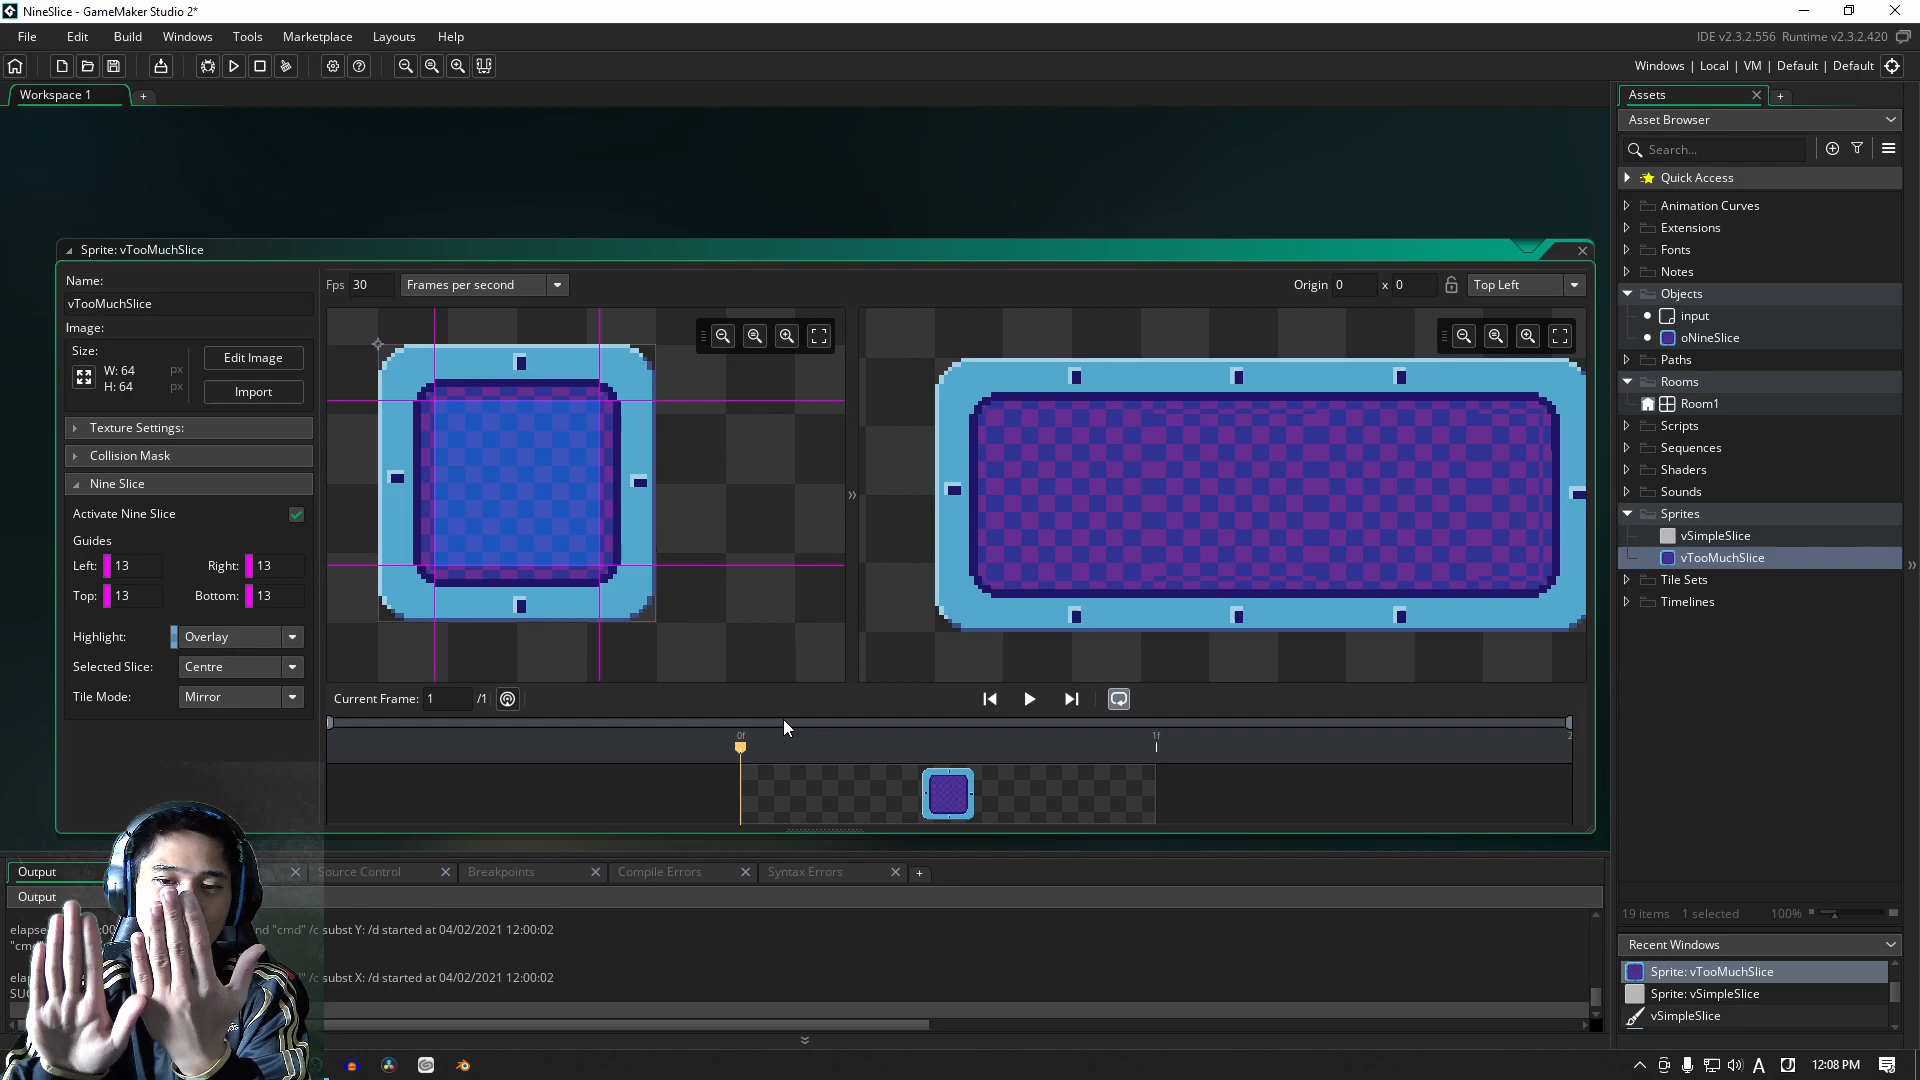 NineSlice - GameMaker Studio 2*
File Edit Build Windows Tools Marketplace Layouts Help
IDE v2.3.2.556 Runtime v2.3.2.420
Windows | Local | VM | Default | Default
Workspace 1
Sprite: vTooMuchSlice
Name:
vTooMuchSlice
Image:
Size:
W: 64 px
H: 64 px
Edit Image
Import
Texture Settings:
Collision Mask
Nine Slice
Activate Nine Slice
Guides
Left: 13 Right: 13
Top: 13 Bottom: 13
Highlight: Overlay
Selected Slice: Centre
Tile Mode: Mirror
Fps 30 Frames per second
Origin 0 x 0 Top Left
Current Frame: 1 /1
0f 1f 2
Assets
Asset Browser
Search...
Quick Access
Animation Curves
Extensions
Fonts
Notes
Objects
input
oNineSlice
Paths
Rooms
Room1
Scripts
Sequences
Shaders
Sounds
Sprites
vSimpleSlice
vTooMuchSlice
Tile Sets
Timelines
19 items 1 selected 100%
Recent Windows
Sprite: vTooMuchSlice
Sprite: vSimpleSlice
vSimpleSlice
Output Source Control Breakpoints Compile Errors Syntax Errors
Output
"cmd" /c subst Y: /d started at 04/02/2021 12:00:02
/c subst X: /d started at 04/02/2021 12:00:02
A 12:08 PM